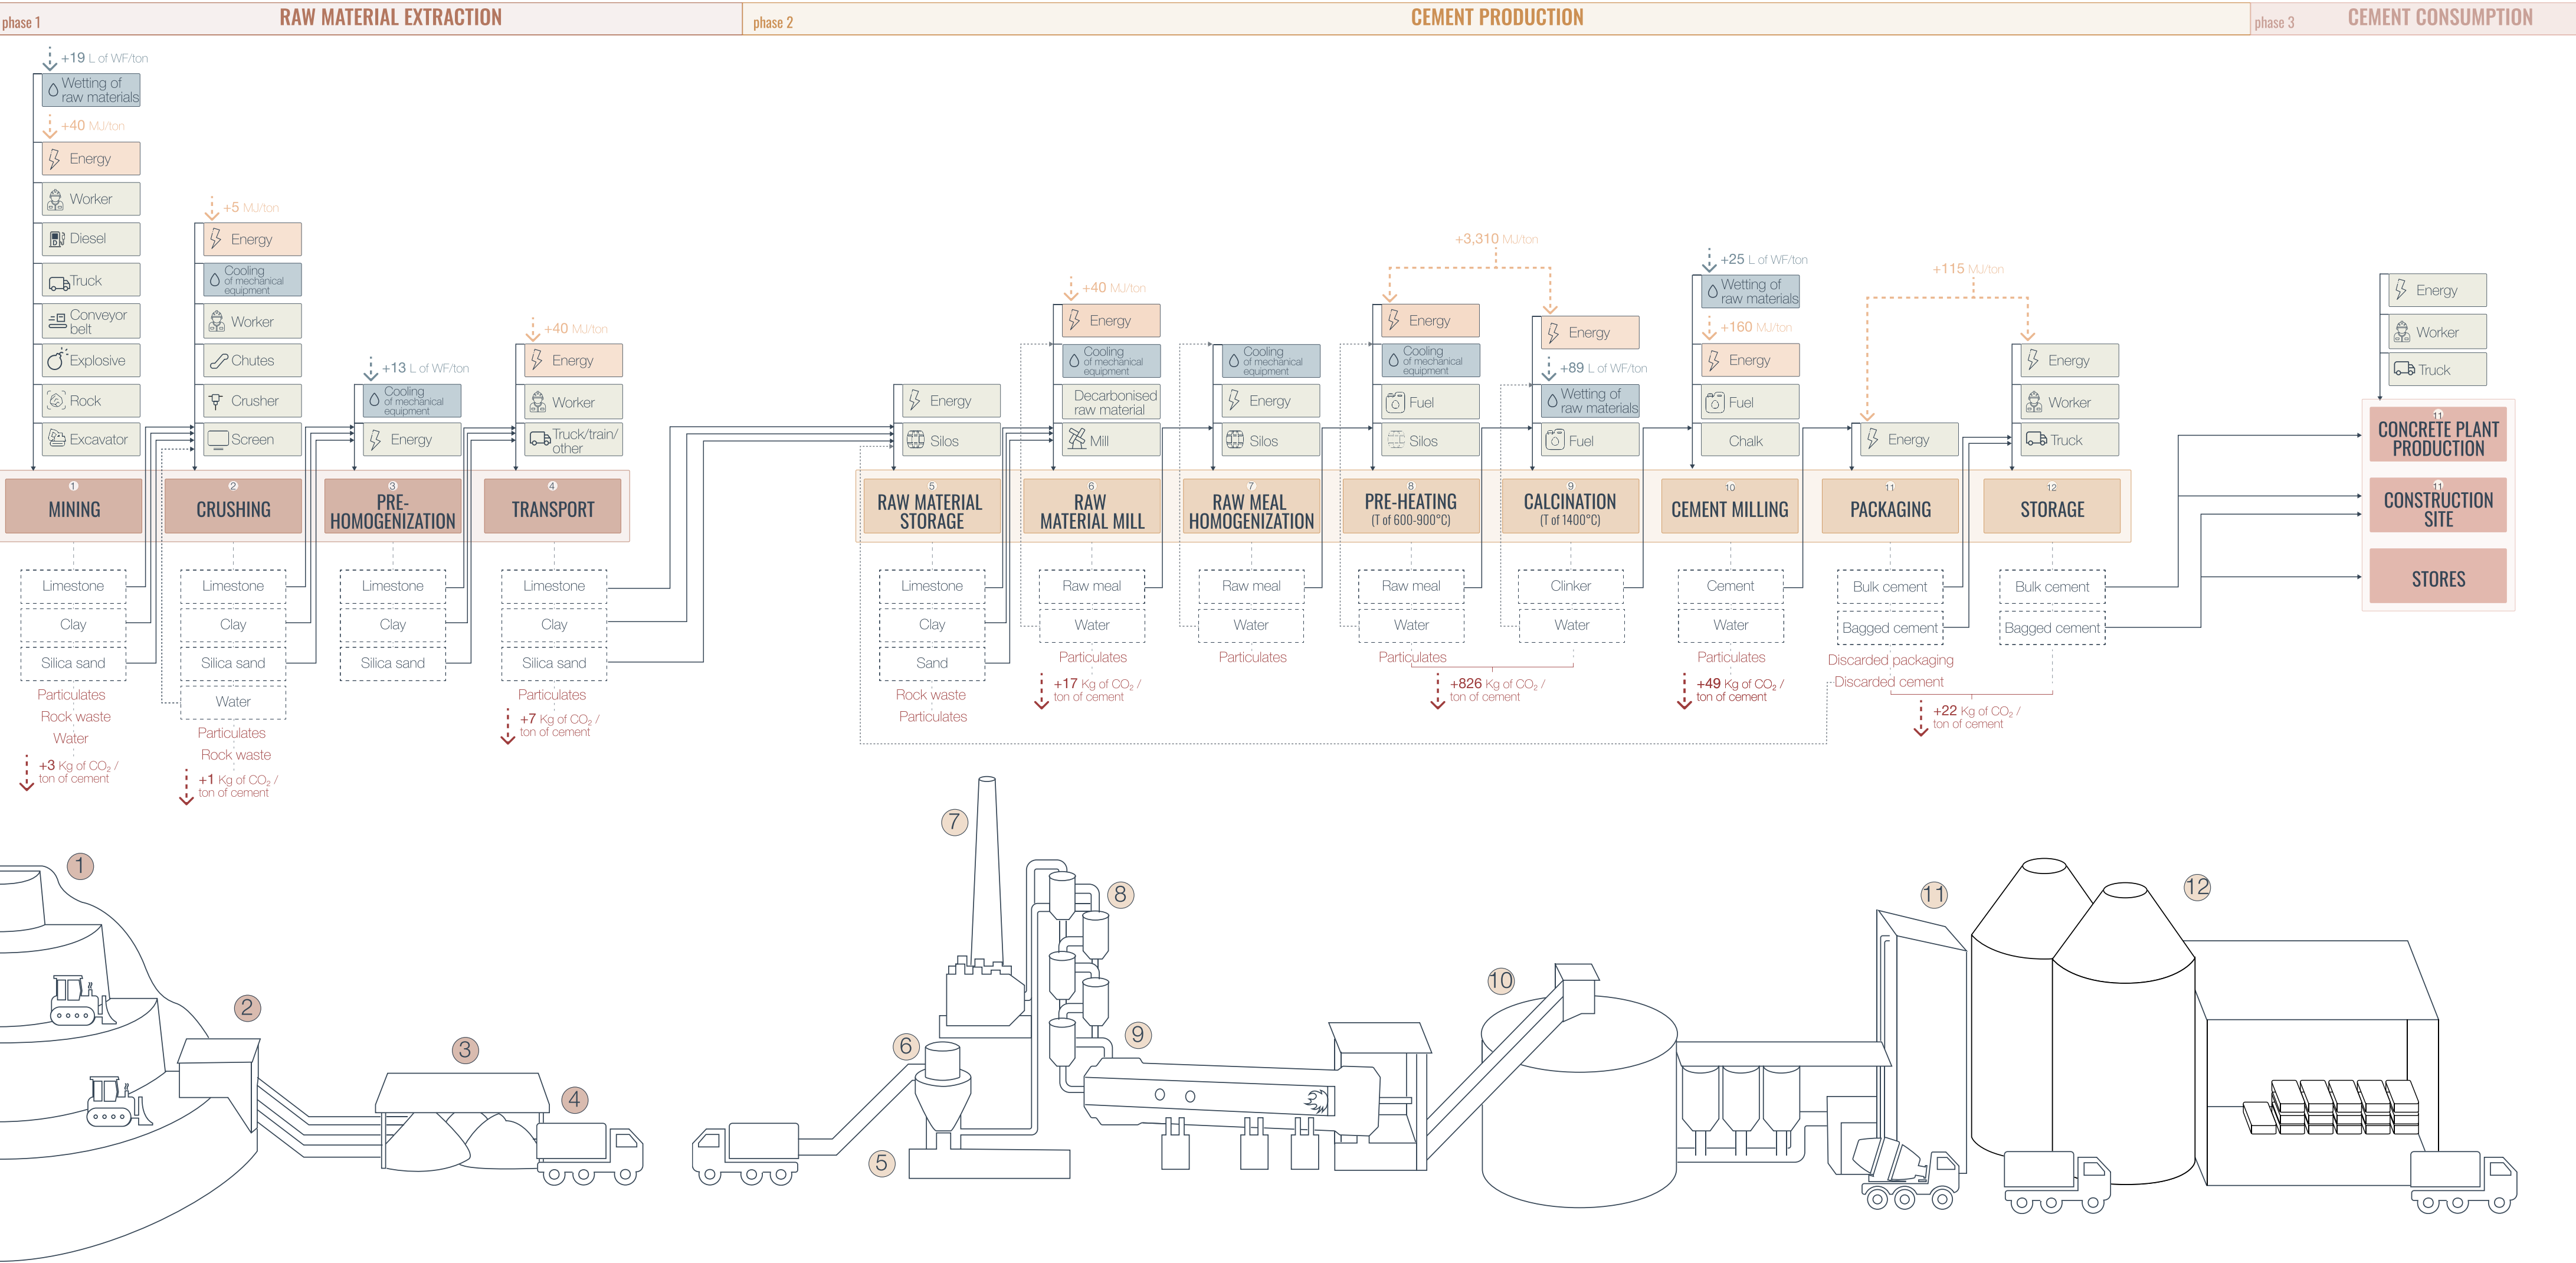 phase 1
RAW MATERIAL EXTRACTION
phase 2
CEMENT PRODUCTION
phase 3
CEMENT CONSUMPTION
+19 L of WF/ton
Wetting of
raw materials
+40 MJ/ton
Energy
Worker
Diesel
Truck
Conveyor
belt
Explosive
Rock
Excavator
1
MINING
Limestone
Clay
Silica sand
Particulates
Rock waste
Water
+3 Kg of CO₂ /
ton of cement
+5 MJ/ton
Energy
Cooling
of mechanical
equipment
Worker
Chutes
Crusher
Screen
2
CRUSHING
Limestone
Clay
Silica sand
Water
Particulates
Rock waste
+1 Kg of CO₂ /
ton of cement
+13 L of WF/ton
Cooling
of mechanical
equipment
Energy
3
PRE-
HOMOGENIZATION
Limestone
Clay
Silica sand
+40 MJ/ton
Energy
Worker
Truck/train/
other
4
TRANSPORT
Limestone
Clay
Silica sand
Particulates
+7 Kg of CO₂ /
ton of cement
Energy
Silos
5
RAW MATERIAL
STORAGE
Limestone
Clay
Sand
Rock waste
Particulates
+40 MJ/ton
Energy
Cooling
of mechanical
equipment
Decarbonised
raw material
Mill
6
RAW
MATERIAL MILL
Raw meal
Water
Particulates
+17 Kg of CO₂ /
ton of cement
Cooling
of mechanical
equipment
Energy
Silos
7
RAW MEAL
HOMOGENIZATION
Raw meal
Water
Particulates
+3,310 MJ/ton
Energy
Cooling
of mechanical
equipment
Fuel
Silos
8
PRE-HEATING
(T of 600-900°C)
Raw meal
Water
Particulates
+826 Kg of CO₂ /
ton of cement
Energy
+89 L of WF/ton
Wetting of
raw materials
Fuel
9
CALCINATION
(T of 1400°C)
Clinker
Water
+25 L of WF/ton
Wetting of
raw materials
+160 MJ/ton
Energy
Fuel
Chalk
10
CEMENT MILLING
Cement
Water
Particulates
+49 Kg of CO₂ /
ton of cement
+115 MJ/ton
Energy
11
PACKAGING
Bulk cement
Bagged cement
Discarded packaging
Discarded cement
+22 Kg of CO₂ /
ton of cement
Energy
Worker
Truck
12
STORAGE
Bulk cement
Bagged cement
Energy
Worker
Truck
11
CONCRETE PLANT
PRODUCTION
11
CONSTRUCTION
SITE
STORES
1
2
3
4
5
6
7
8
9
10
11
12